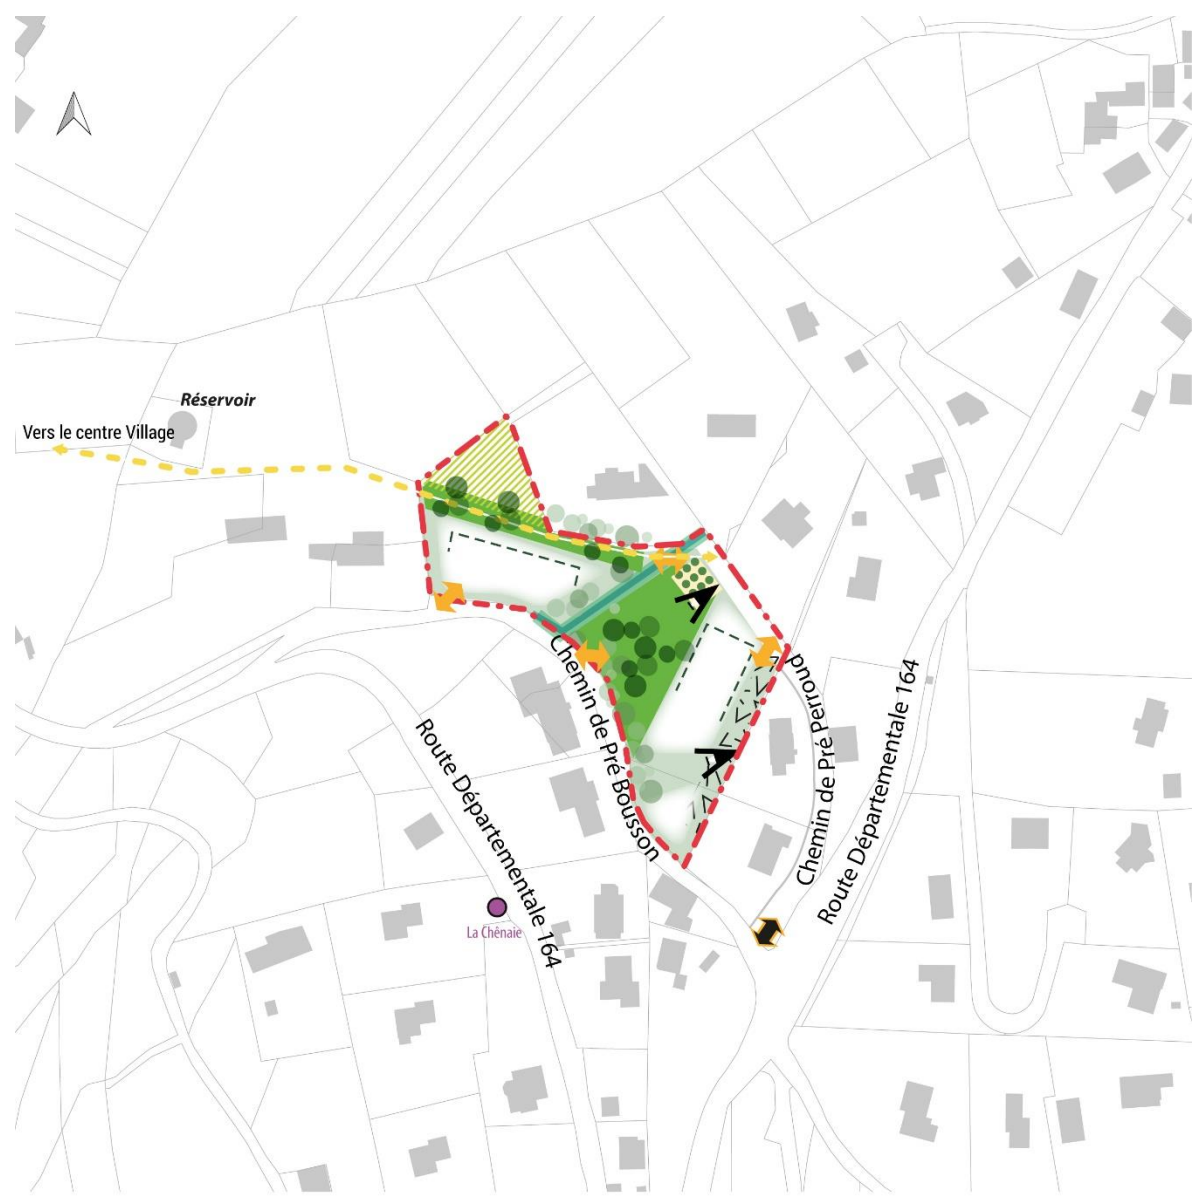 Réservoir
Vers le centre Village
Chemin de Pré Bousson
Route Départementale 164
Chemin de Pré Perroud
Route Départementale 164
La Chênaie